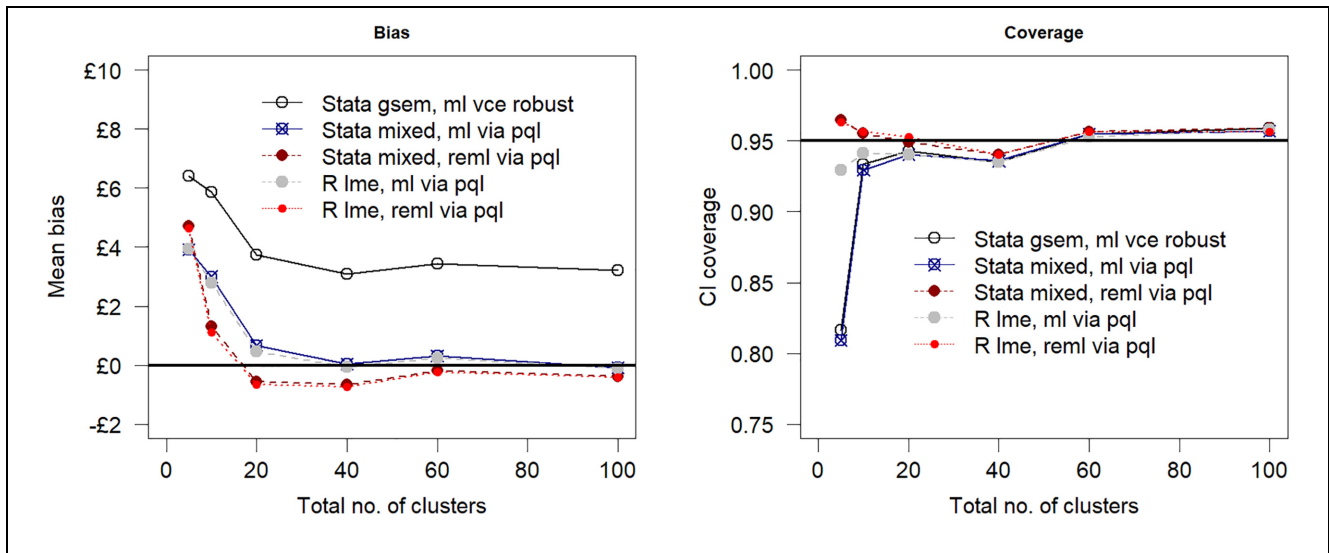 Bias
£10
£8
£6
£4
£2
£0
-£2
Mean bias
Stata gsem, ml vce robust
Stata mixed, ml via pql
Stata mixed, reml via pql
R lme, ml via pql
R lme, reml via pql
0 20 40 60 80 100
Total no. of clusters
Coverage
1.00
0.95
0.90
0.85
0.80
0.75
CI coverage
Stata gsem, ml vce robust
Stata mixed, ml via pql
Stata mixed, reml via pql
R lme, ml via pql
R lme, reml via pql
0 20 40 60 80 100
Total no. of clusters